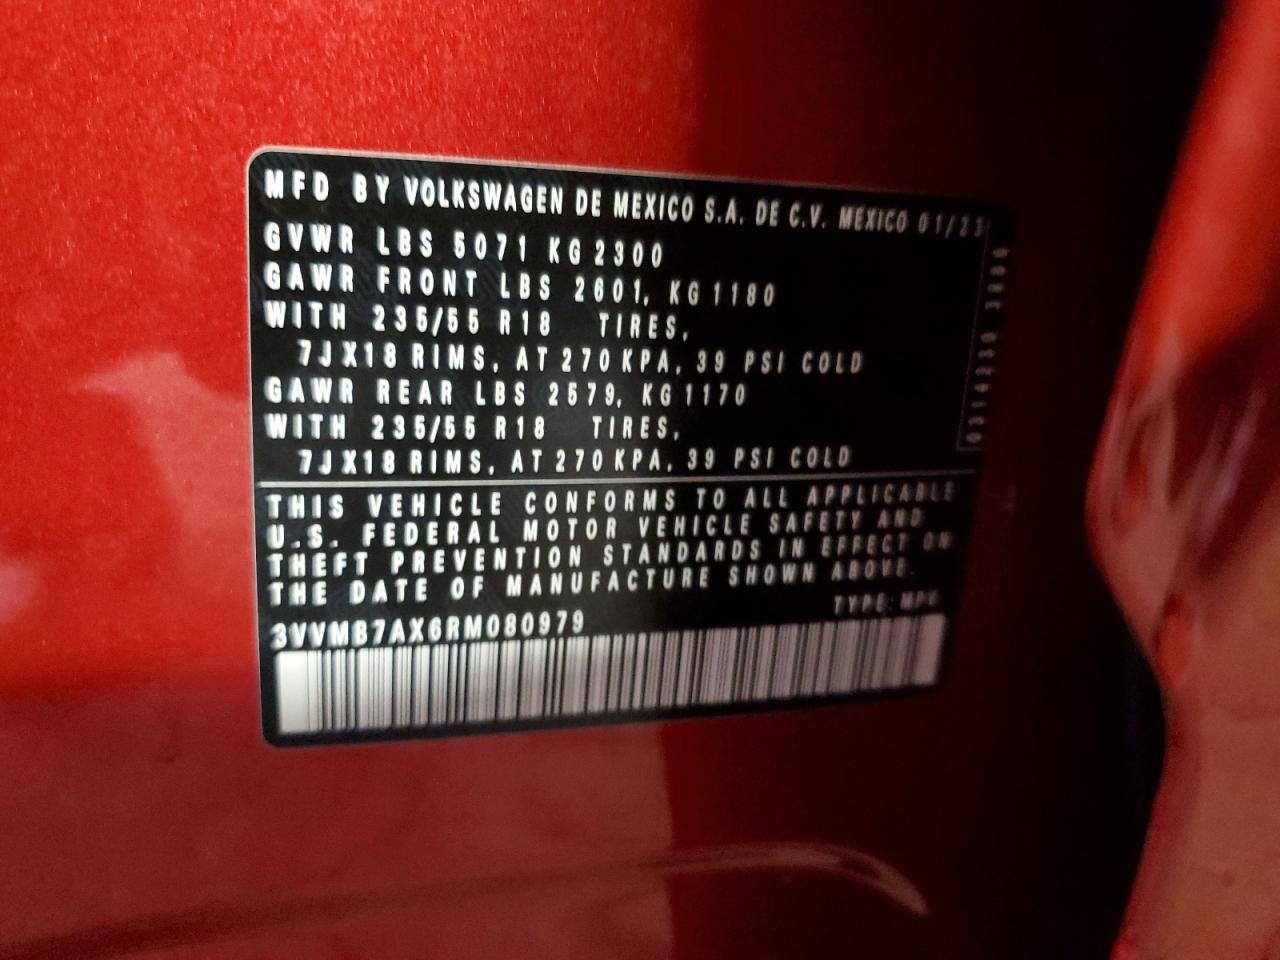 MFD BY VOLKSWAGEN DE MEXICO S.A. DE C.V. MEXICO 01/23
GVWR LBS 5071 KG 2300
GAWR FRONT LBS 2601, KG 1180
WITH 235/55 R18 TIRES,
7JX18 RIMS, AT 270 KPA, 39 PSI COLD
GAWR REAR LBS 2579, KG 1170
WITH 235/55 R18 TIRES,
7JX18 RIMS, AT 270 KPA, 39 PSI COLD
THIS VEHICLE CONFORMS TO ALL APPLICABLE
U.S. FEDERAL MOTOR VEHICLE SAFETY AND
THEFT PREVENTION STANDARDS IN EFFECT ON
THE DATE OF MANUFACTURE SHOWN ABOVE.
TYPE:
3VVMB7AX6RM080979